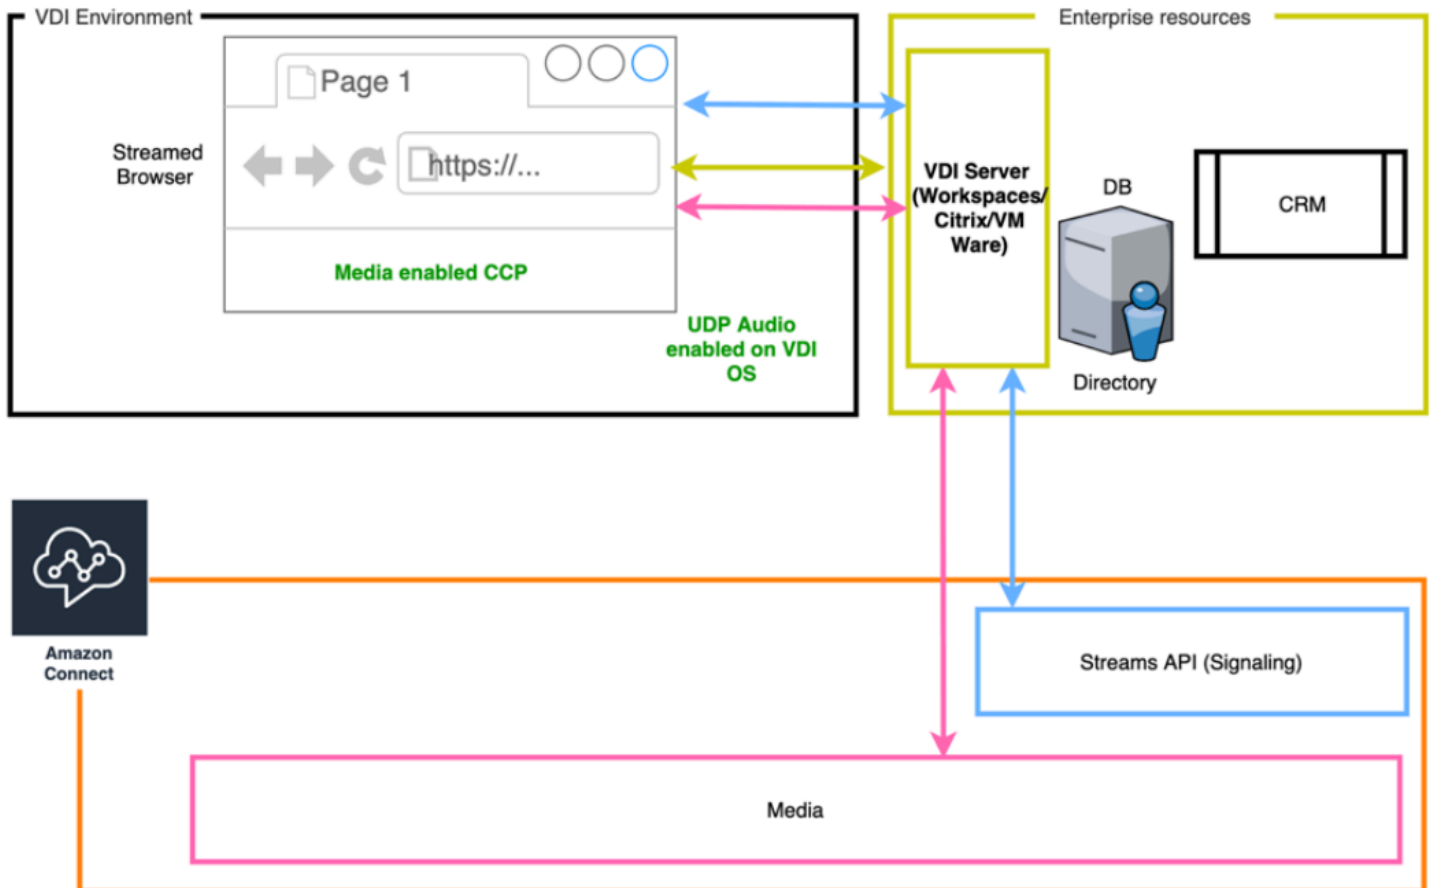 VDI Environment
Enterprise resources
Page 1
Streamed
Browser
https://...
Media enabled CCP
UDP Audio
enabled on VDI
OS
VDI Server
(Workspaces/
Citrix/VM
Ware)
DB
CRM
Directory
Amazon
Connect
Streams API (Signaling)
Media